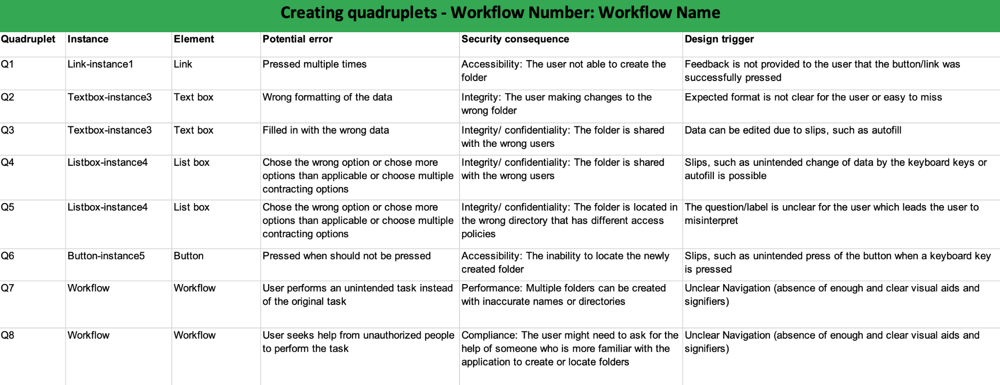 Creating quadruplets - Workflow Number: Workflow Name
Quadruplet Instance Element Potential error Security consequence Design trigger
Q1 Link-instance1 Link Pressed multiple times Accessibility: The user not able to create the Feedback is not provided to the user that the button/link was
folder successfully pressed
Q2 Textbox-instance3 Text box Wrong formatting of the data Integrity: The user making changes to the Expected format is not clear for the user or easy to miss
wrong folder
Q3 Textbox-instance3 Text box Filled in with the wrong data Integrity/ confidentiality: The folder is shared Data can be edited due to slips, such as autofill
with the wrong users
Q4 Listbox-instance4 List box Chose the wrong option or chose more Integrity/ confidentiality: The folder is shared Slips, such as unintended change of data by the keyboard keys or
options than applicable or choose multiple with the wrong users autofill is possible
contracting options
Q5 Listbox-instance4 List box Chose the wrong option or chose more Integrity/ confidentiality: The folder is located in The question/label is unclear for the user which leads the user to
options than applicable or choose multiple the wrong directory that has different access misinterpret
contracting options policies
Q6 Button-instance5 Button Pressed when should not be pressed Accessibility: The inability to locate the newly Slips, such as unintended press of the button when a keyboard key
created folder is pressed
Q7 Workflow Workflow User performs an unintended task instead Performance: Multiple folders can be created Unclear Navigation (absence of enough and clear visual aids and
of the original task with inaccurate names or directories signifiers)
Q8 Workflow Workflow User seeks help from unauthorized people Compliance: The user might need to ask for the Unclear Navigation (absence of enough and clear visual aids and
to perform the task help of someone who is more familiar with the signifiers)
application to create or locate folders